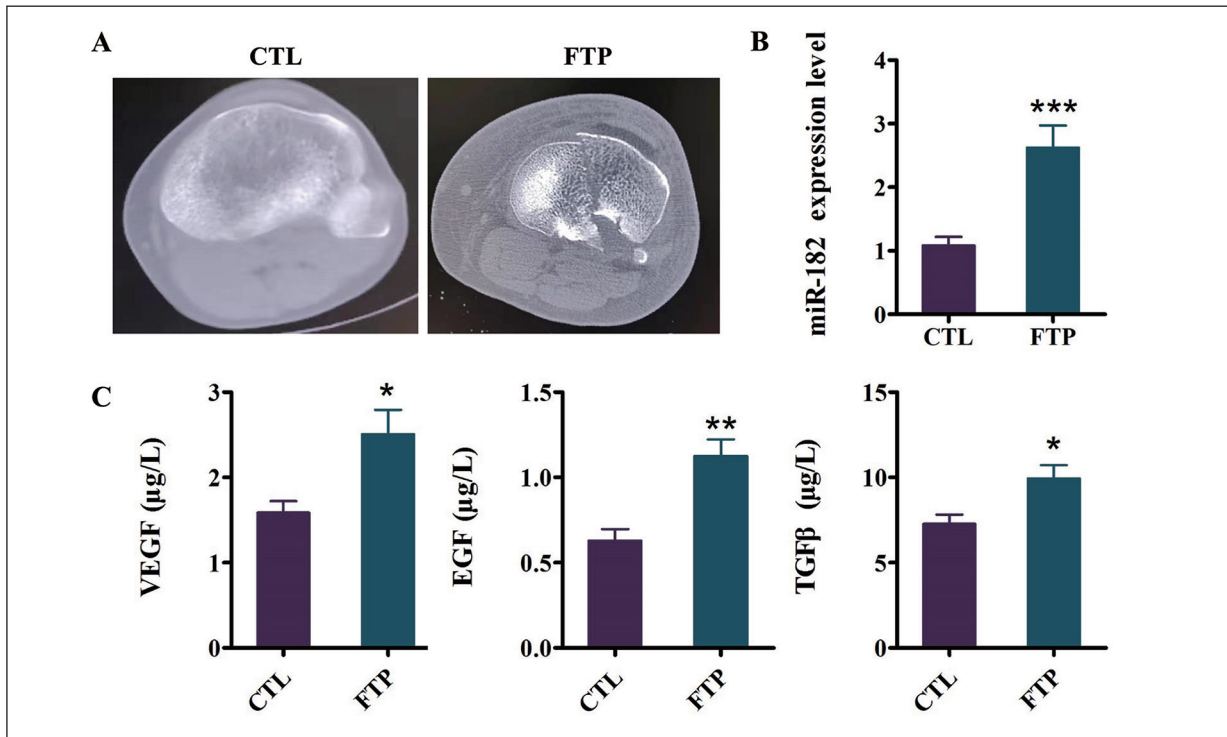 A
CTL
FTP
B
miR-182 expression level
4
3
2
1
0
***
CTL
FTP
C
VEGF (µg/L)
3
2
1
0
*
CTL
FTP
EGF (µg/L)
1.5
1.0
0.5
0.0
**
CTL
FTP
TGFβ (µg/L)
15
10
5
0
*
CTL
FTP